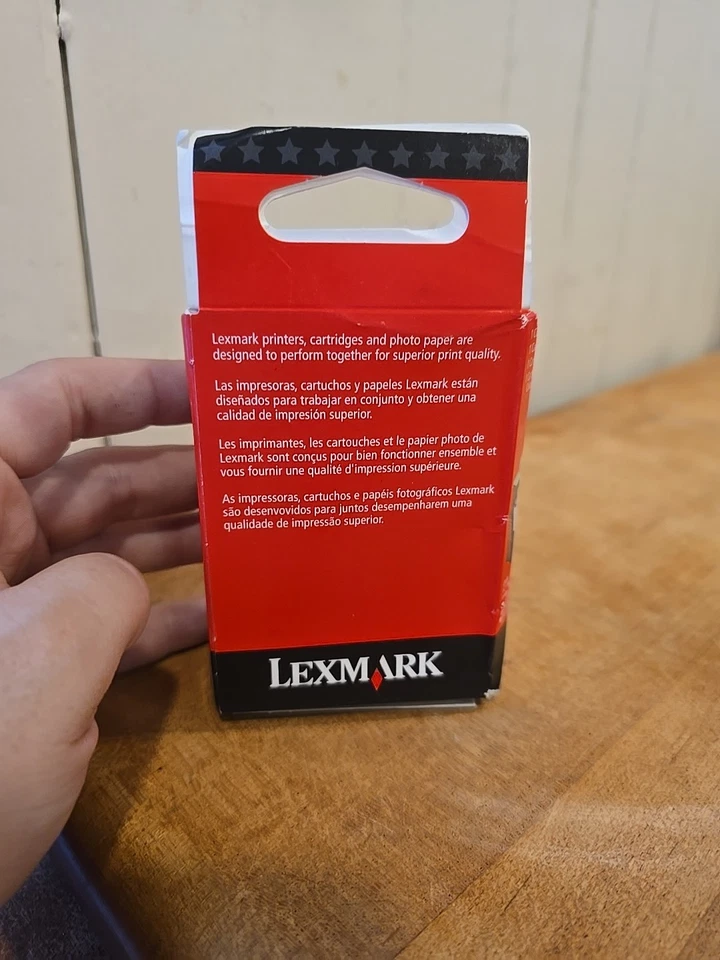 Lexmark printers, cartridges and photo paper are
designed to perform together for superior print quality.
Las impresoras, cartuchos y papeles Lexmark están
diseñados para trabajar en conjunto y obtener una
calidad de impresión superior.
Les imprimantes, les cartouches et le papier photo de
Lexmark sont conçus pour bien fonctionner ensemble et
vous fournir une qualité d'impression supérieure.
As impressoras, cartuchos e papéis fotográficos Lexmark
são desenvovidos para juntos desempenharem uma
qualidade de impressão superior.
LEXMARK